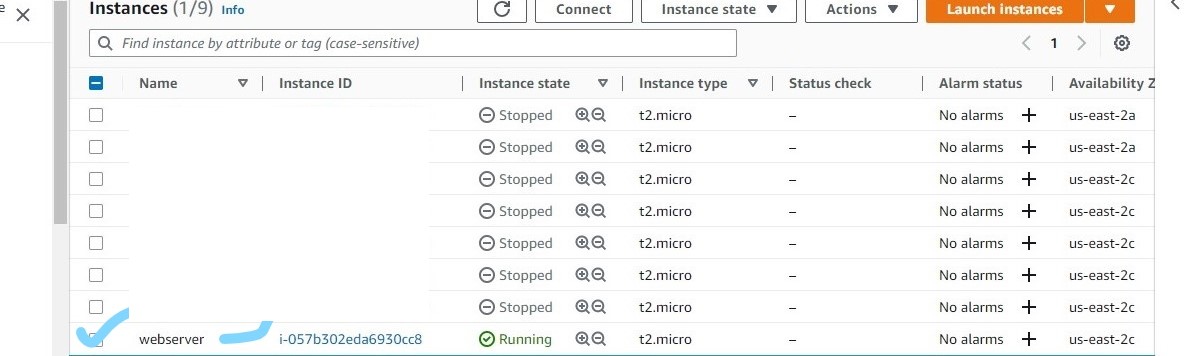 e
Instances (1/9) Info
Connect
Instance state
Actions
Launch instances
Find instance by attribute or tag (case-sensitive)
1
Name Instance ID Instance state Instance type Status check Alarm status Availability Z
Stopped t2.micro – No alarms + us-east-2a
Stopped t2.micro – No alarms + us-east-2a
Stopped t2.micro – No alarms + us-east-2c
Stopped t2.micro – No alarms + us-east-2c
Stopped t2.micro – No alarms + us-east-2c
Stopped t2.micro – No alarms + us-east-2c
Stopped t2.micro – No alarms + us-east-2c
webserver i-057b302eda6930cc8 Running t2.micro – No alarms + us-east-2c